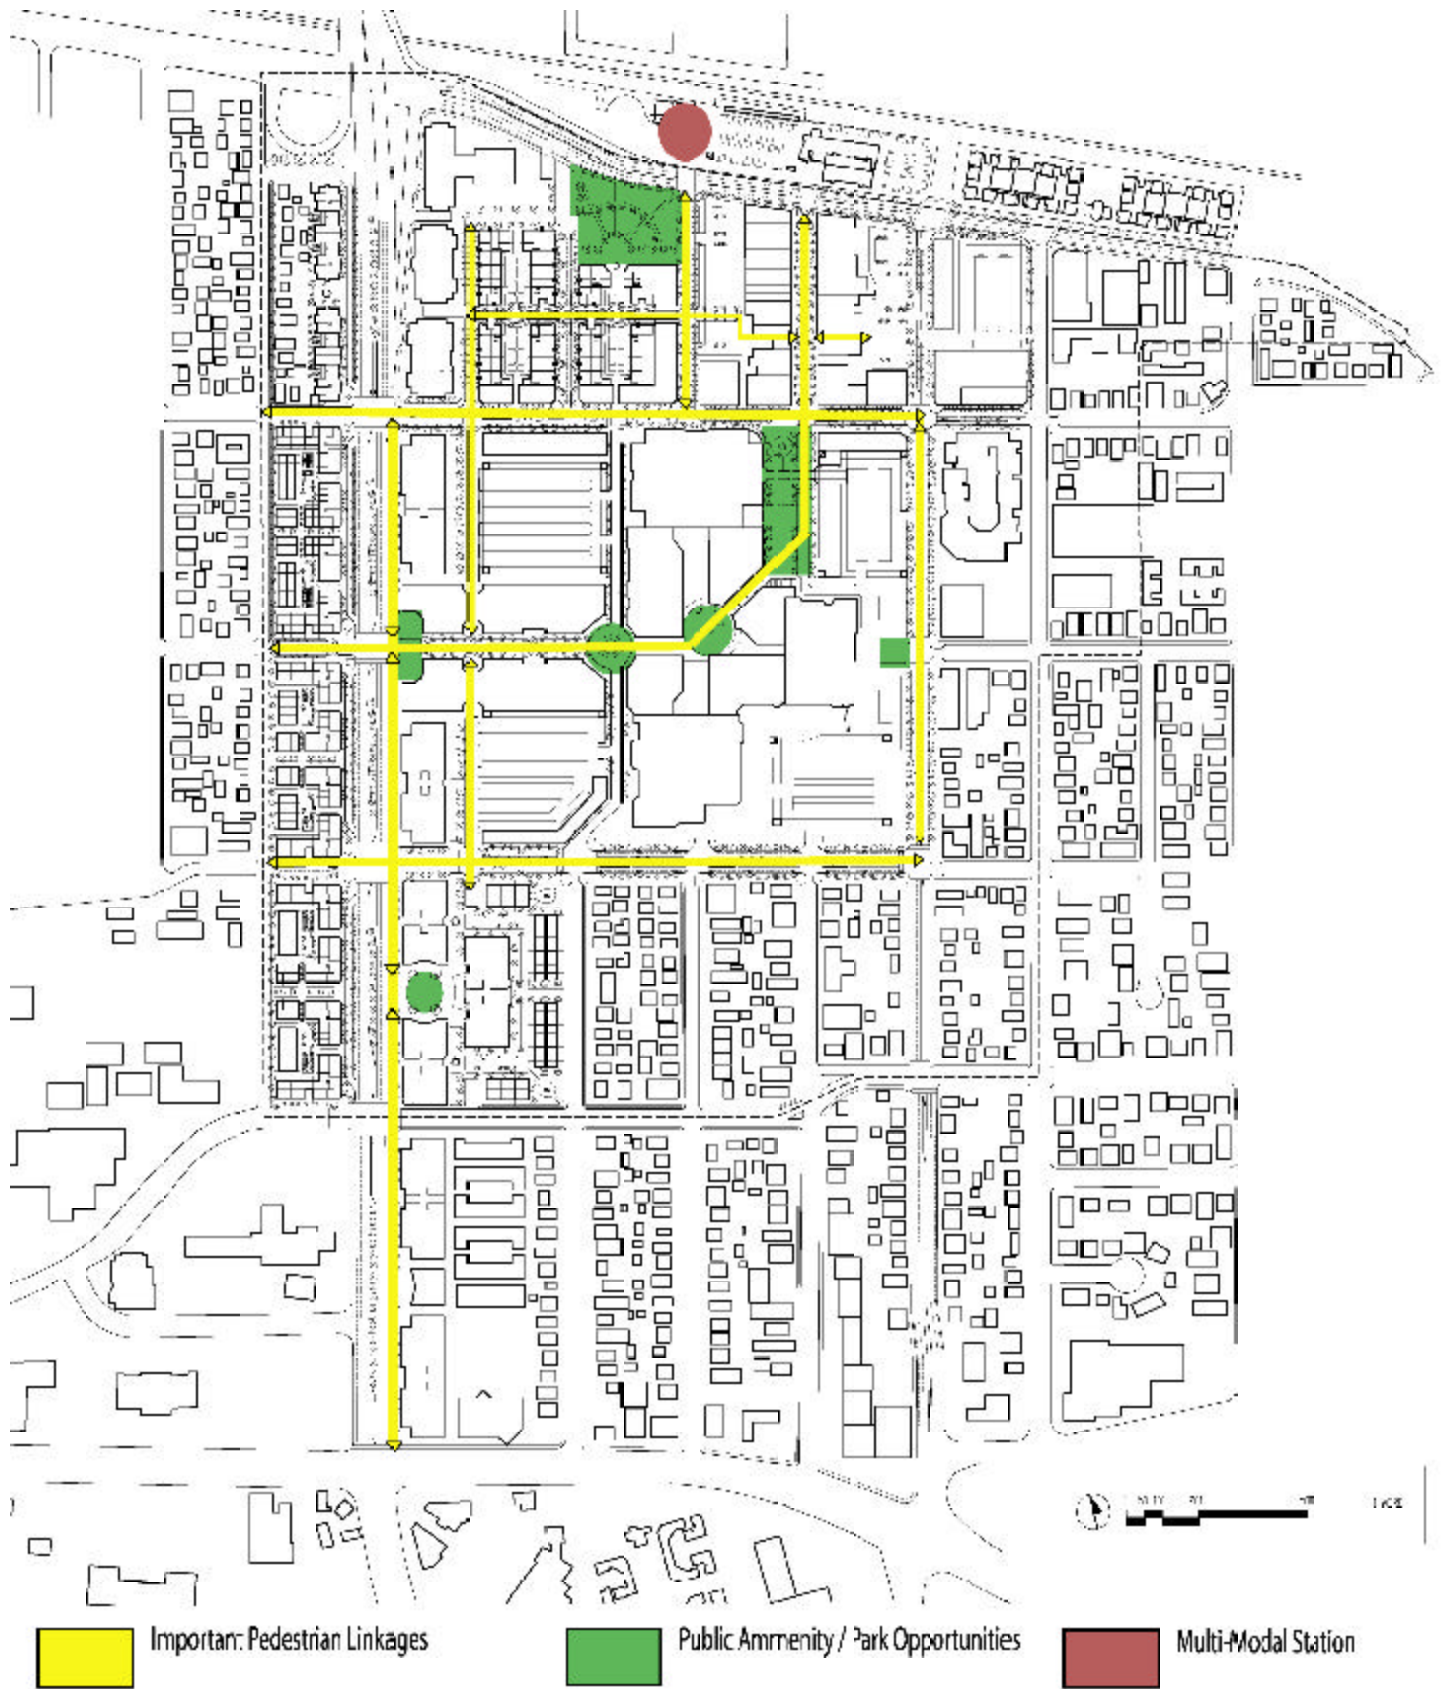 Important Pedestrian Linkages
Public Ammenity / Park Opportunities
Multi-Modal Station